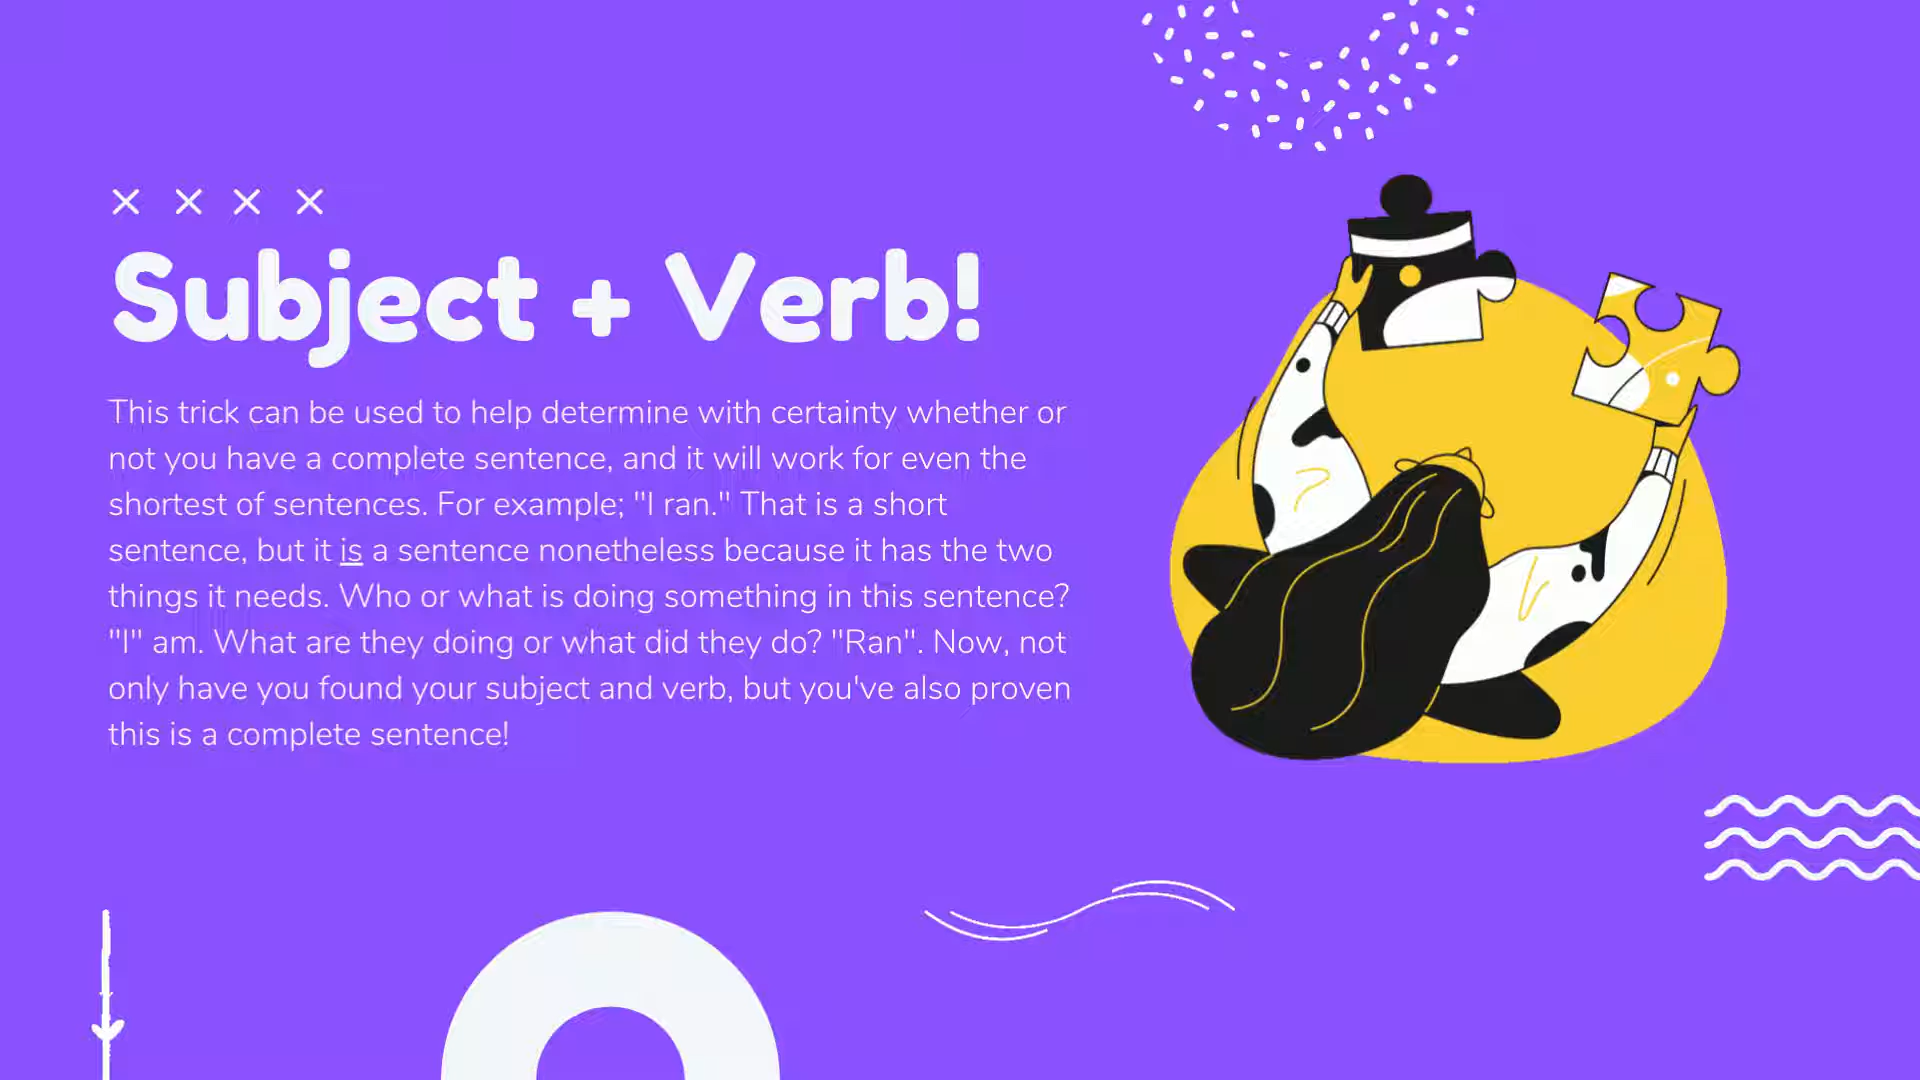 Subject + Verb!
This trick can be used to help determine with certainty whether or
not you have a complete sentence, and it will work for even the
shortest of sentences. For example; "I ran." That is a short
sentence, but it is a sentence nonetheless because it has the two
things it needs. Who or what is doing something in this sentence?
"I" am. What are they doing or what did they do? "Ran". Now, not
only have you found your subject and verb, but you've also proven
this is a complete sentence!